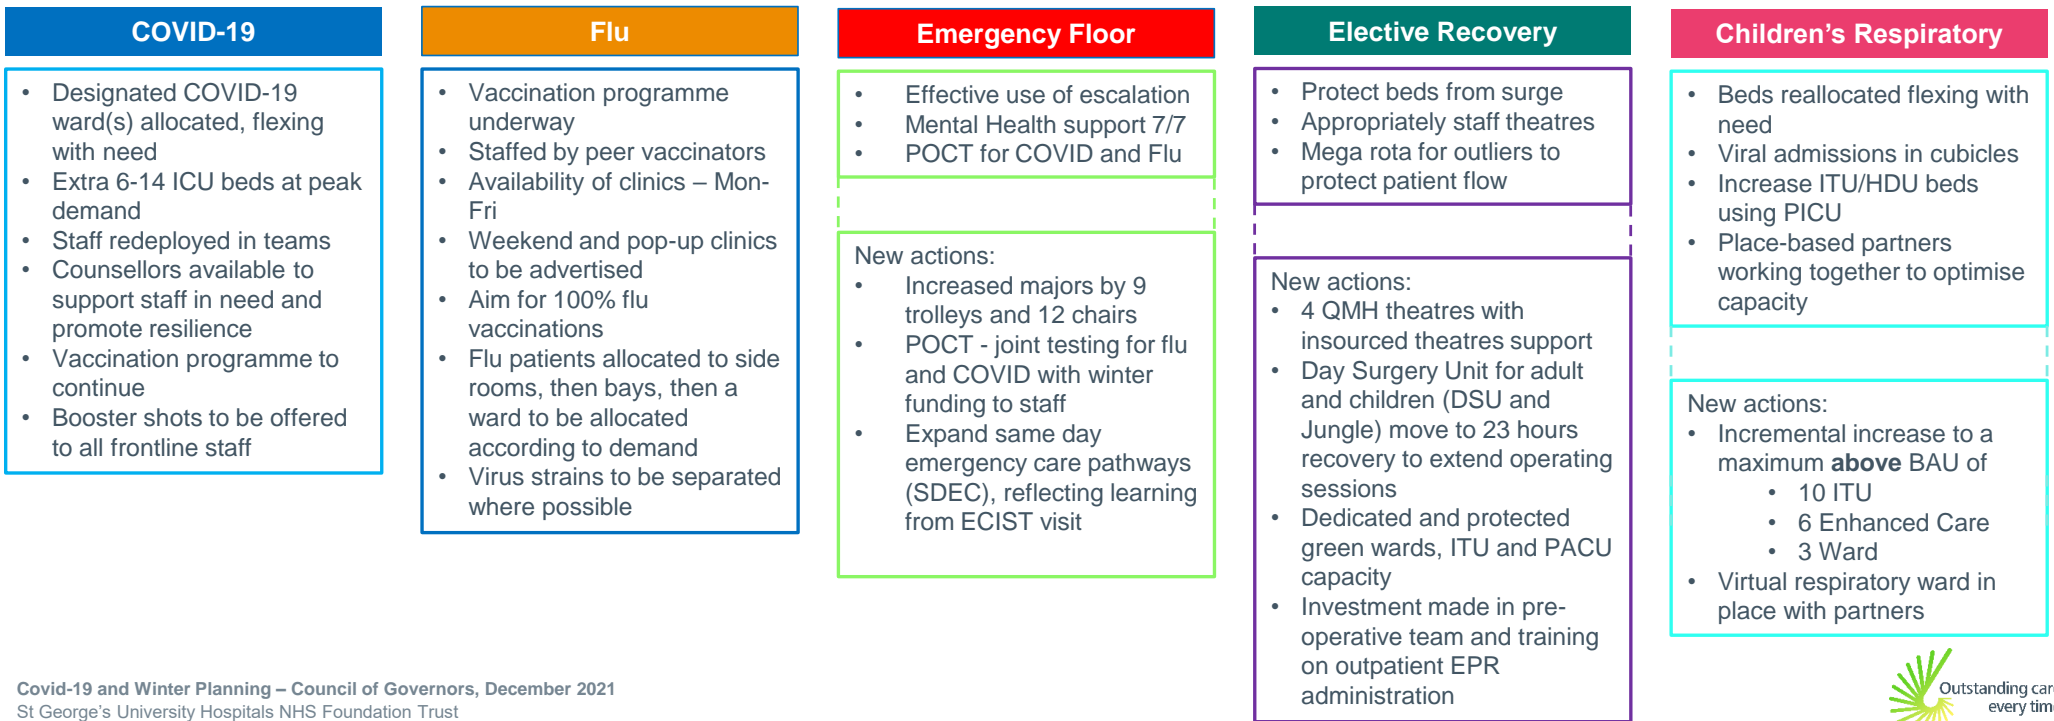 COVID-19
• Designated COVID-19
ward(s) allocated, flexing
with need
• Extra 6-14 ICU beds at peak
demand
• Staff redeployed in teams
• Counsellors available to
support staff in need and
promote resilience
• Vaccination programme to
continue
• Booster shots to be offered
to all frontline staff
Flu
• Vaccination programme
underway
• Staffed by peer vaccinators
• Availability of clinics – Mon-
Fri
• Weekend and pop-up clinics
to be advertised
• Aim for 100% flu
vaccinations
• Flu patients allocated to side
rooms, then bays, then a
ward to be allocated
according to demand
• Virus strains to be separated
where possible
Emergency Floor
• Effective use of escalation
• Mental Health support 7/7
• POCT for COVID and Flu
New actions:
• Increased majors by 9
trolleys and 12 chairs
• POCT - joint testing for flu
and COVID with winter
funding to staff
• Expand same day
emergency care pathways
(SDEC), reflecting learning
from ECIST visit
Elective Recovery
• Protect beds from surge
• Appropriately staff theatres
• Mega rota for outliers to
protect patient flow
New actions:
• 4 QMH theatres with
insourced theatres support
• Day Surgery Unit for adult
and children (DSU and
Jungle) move to 23 hours
recovery to extend operating
sessions
• Dedicated and protected
green wards, ITU and PACU
capacity
• Investment made in pre-
operative team and training
on outpatient EPR
administration
Children's Respiratory
• Beds reallocated flexing with
need
• Viral admissions in cubicles
• Increase ITU/HDU beds
using PICU
• Place-based partners
working together to optimise
capacity
New actions:
• Incremental increase to a
maximum above BAU of
• 10 ITU
• 6 Enhanced Care
• 3 Ward
• Virtual respiratory ward in
place with partners
Covid-19 and Winter Planning – Council of Governors, December 2021
St George's University Hospitals NHS Foundation Trust
Outstanding care
every time